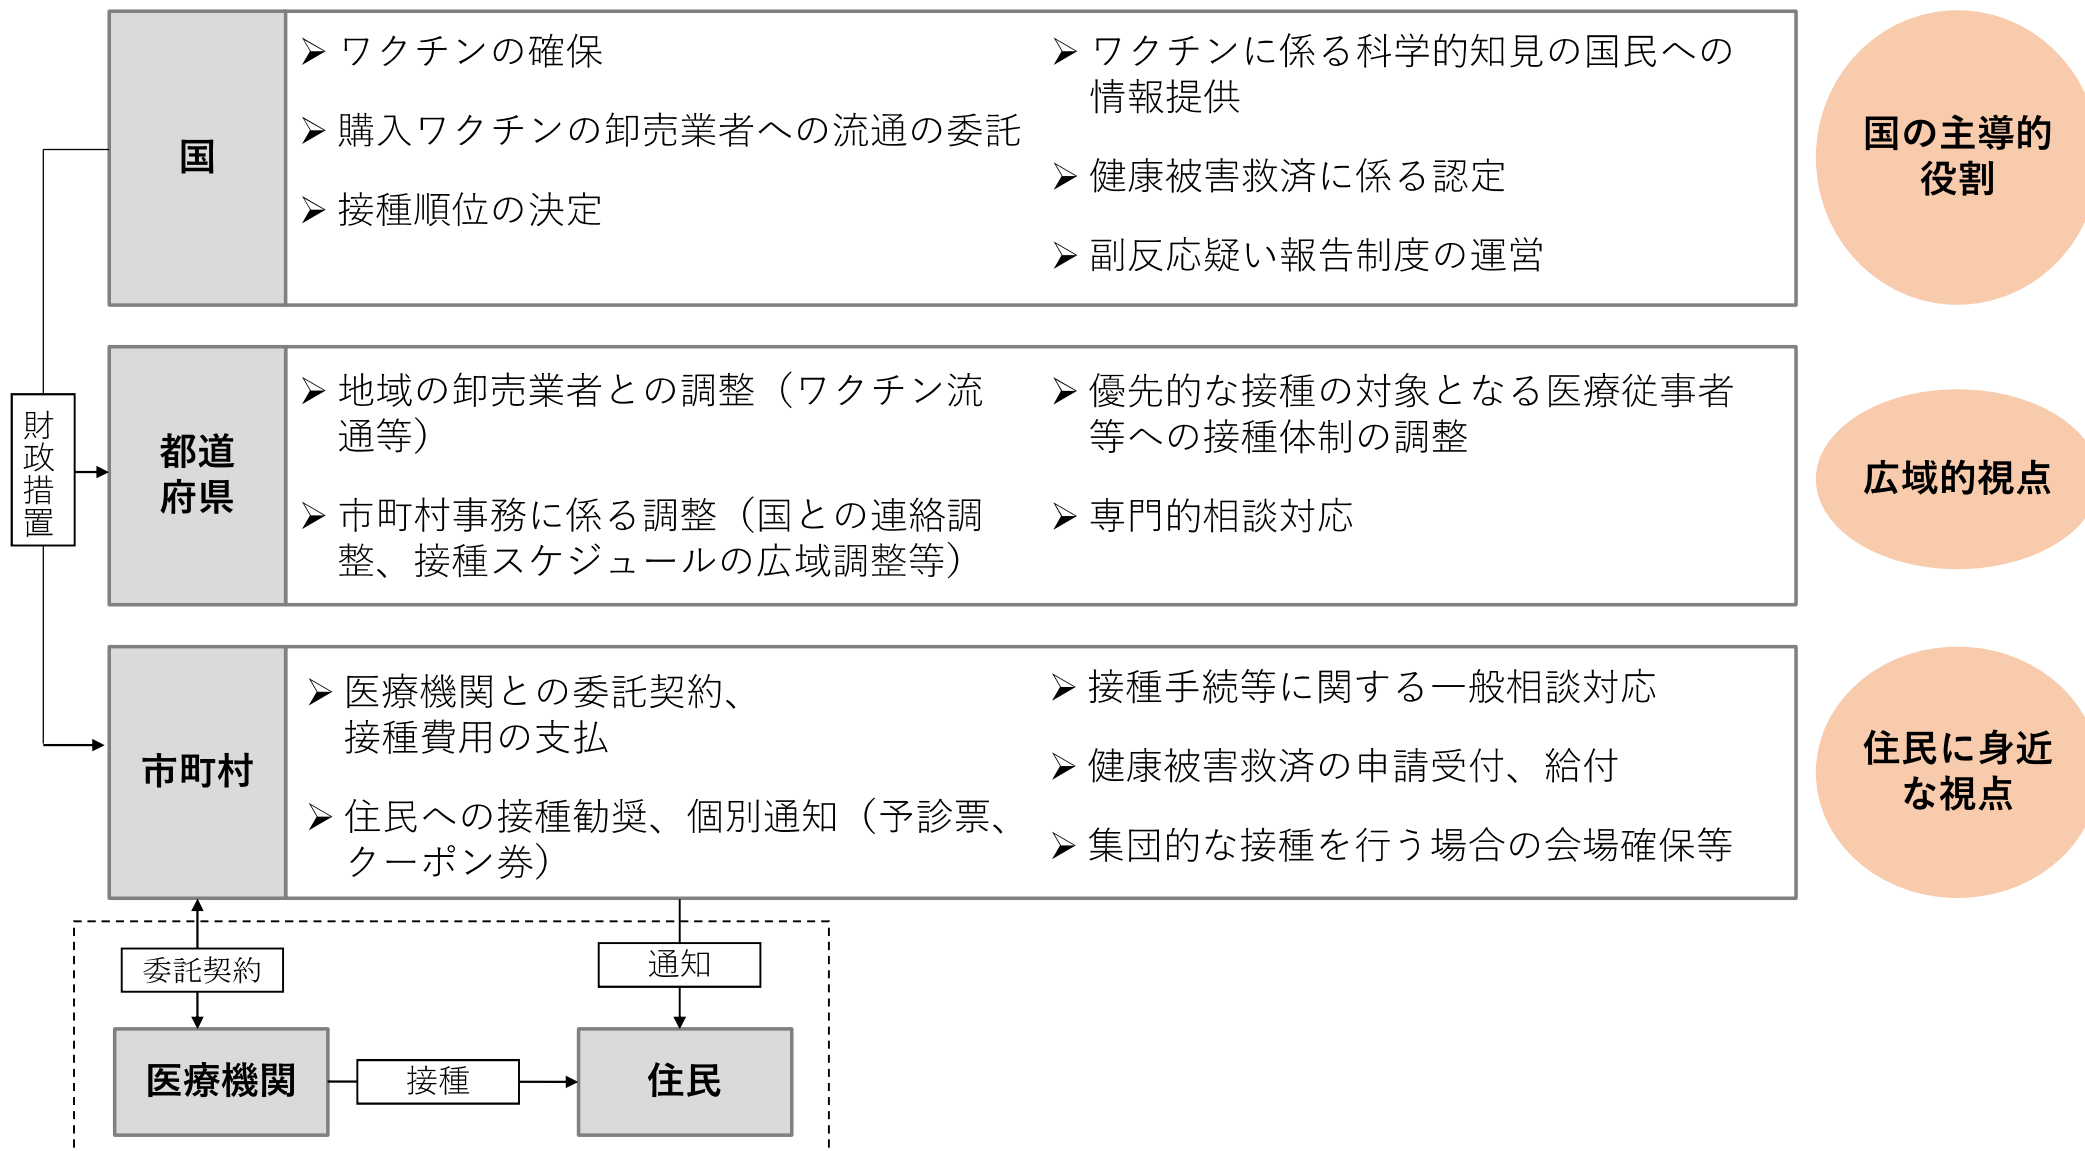 国
ワクチンの確保
購入ワクチンの卸売業者への流通の委託
接種順位の決定
ワクチンに係る科学的知見の国民への
情報提供
健康被害救済に係る認定
副反応疑い報告制度の運営
国の主導的
役割
財政措置
都道
府県
地域の卸売業者との調整（ワクチン流
通等）
市町村事務に係る調整（国との連絡調
整、接種スケジュールの広域調整等）
優先的な接種の対象となる医療従事者
等への接種体制の調整
専門的相談対応
広域的視点
市町村
医療機関との委託契約、
接種費用の支払
住民への接種勧奨、個別通知（予診票、
クーポン券）
接種手続等に関する一般相談対応
健康被害救済の申請受付、給付
集団的な接種を行う場合の会場確保等
住民に身近
な視点
委託契約
通知
医療機関
接種
住民